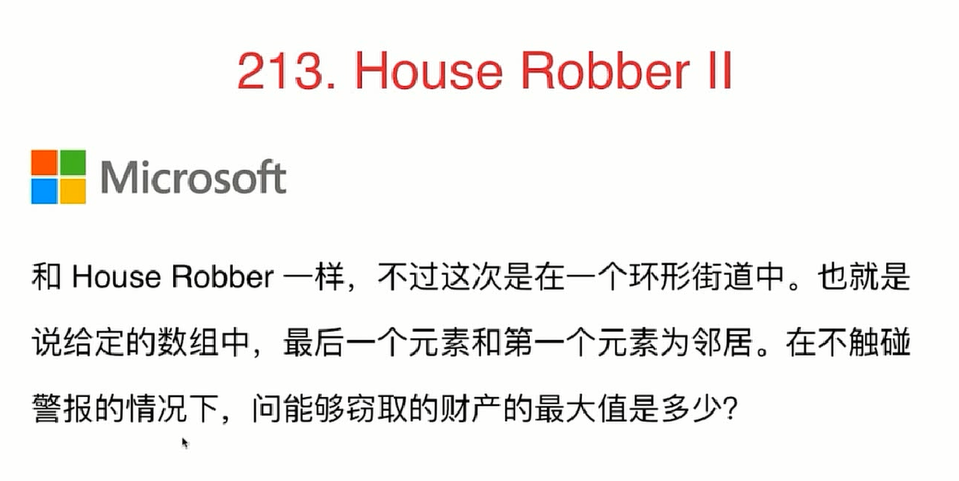 213. House Robber II
Microsoft
和 House Robber 一样，不过这次是在一个环形街道中。也就是
说给定的数组中，最后一个元素和第一个元素为邻居。在不触碰
警报的情况下，问能够窃取的财产的最大值是多少？